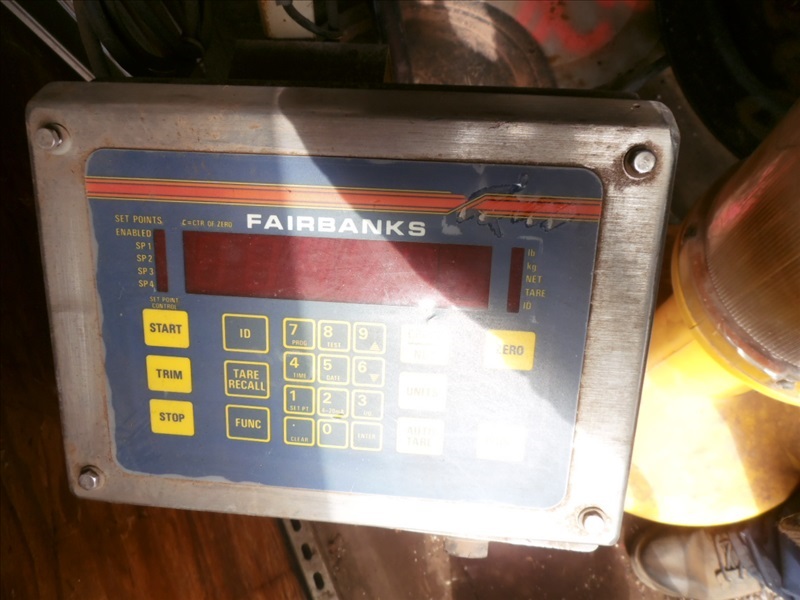 SET POINTS
ENABLED
SP 1
SP 2
SP 3
SP 4
C=CTR OF ZERO
FAIRBANKS
lb
kg
NET
TARE
ID
SET POINT
CONTROL
START
TRIM
STOP
ID
TARE
RECALL
FUNC
7 PROG
8 TEST
9
4 TIME
5 DATE
6
1 SET PT.
2
3
CLEAR
0
ENTER
UNITS
TARE
ZERO